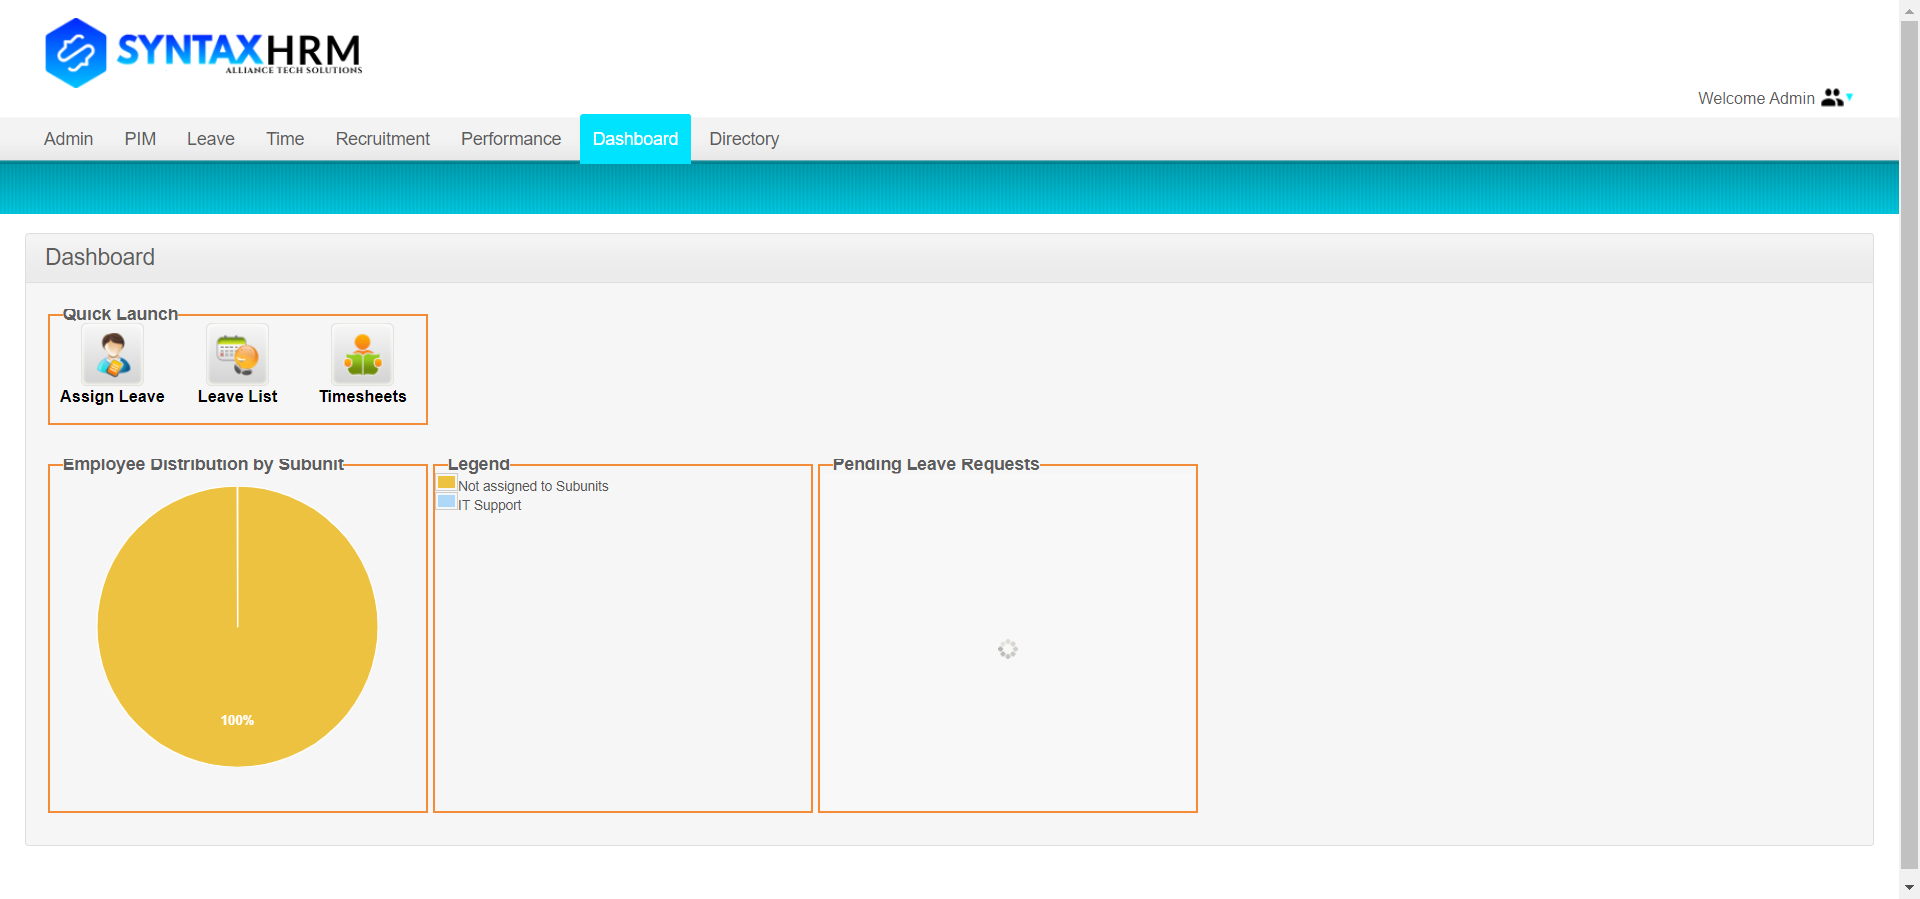 SYNTAXHRM
ALLIANCE TECH SOLUTIONS
Welcome Admin
Admin PIM Leave Time Recruitment Performance Dashboard Directory
Dashboard
Quick Launch
Assign Leave Leave List Timesheets
Employee Distribution by Subunit
100%
Legend
Not assigned to Subunits
IT Support
Pending Leave Requests